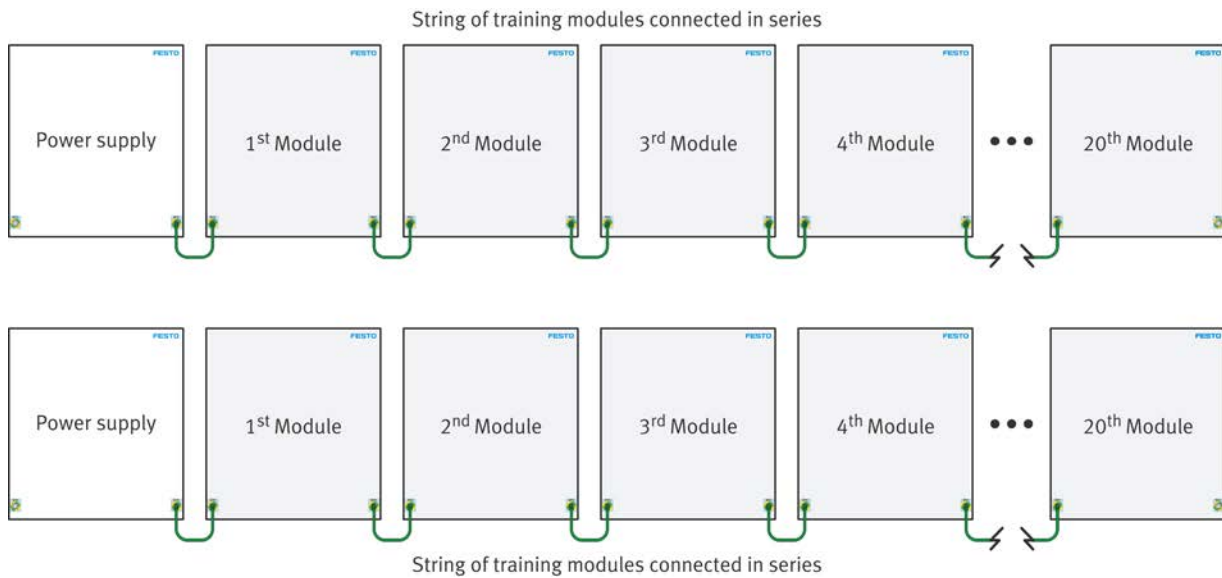 String of training modules connected in series
FESTO FESTO FESTO FESTO FESTO FESTO
Power supply 1st Module 2nd Module 3rd Module 4th Module 20th Module
FESTO FESTO FESTO FESTO FESTO FESTO
Power supply 1st Module 2nd Module 3rd Module 4th Module 20th Module
String of training modules connected in series